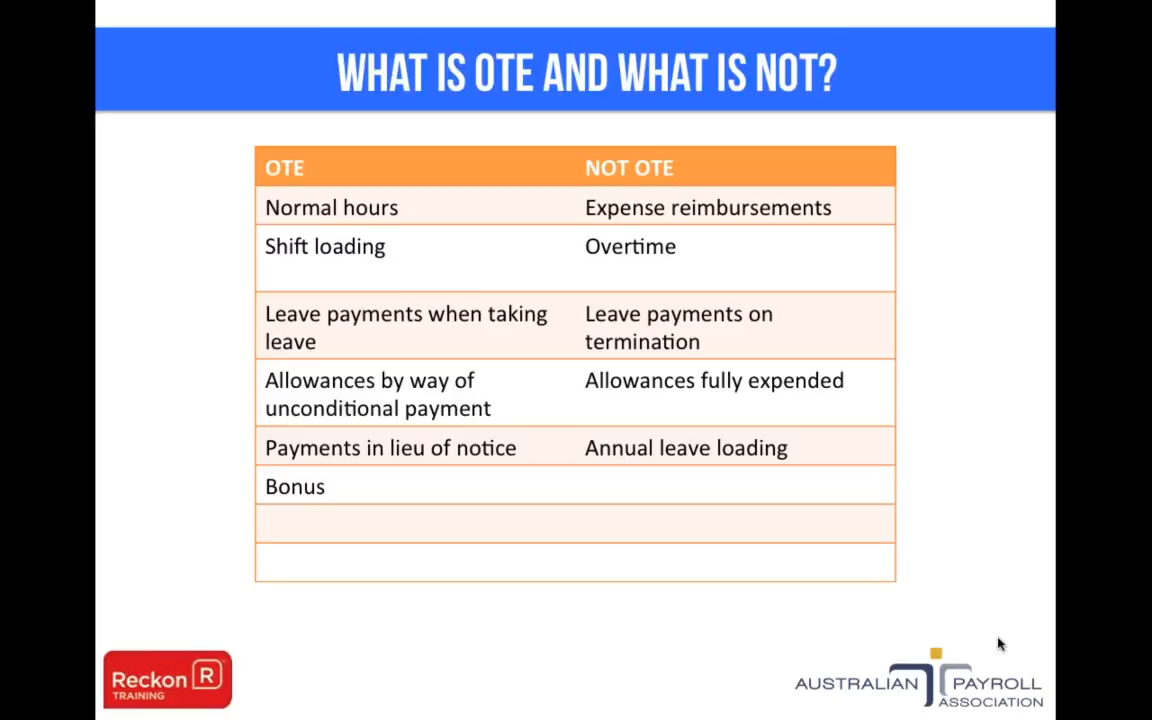 WHAT IS OTE AND WHAT IS NOT?
OTE NOT OTE
Normal hours Expense reimbursements
Shift loading Overtime
Leave payments when taking leave Leave payments on termination
Allowances by way of unconditional payment Allowances fully expended
Payments in lieu of notice Annual leave loading
Bonus
Reckon R
TRAINING
AUSTRALIAN PAYROLL
ASSOCIATION